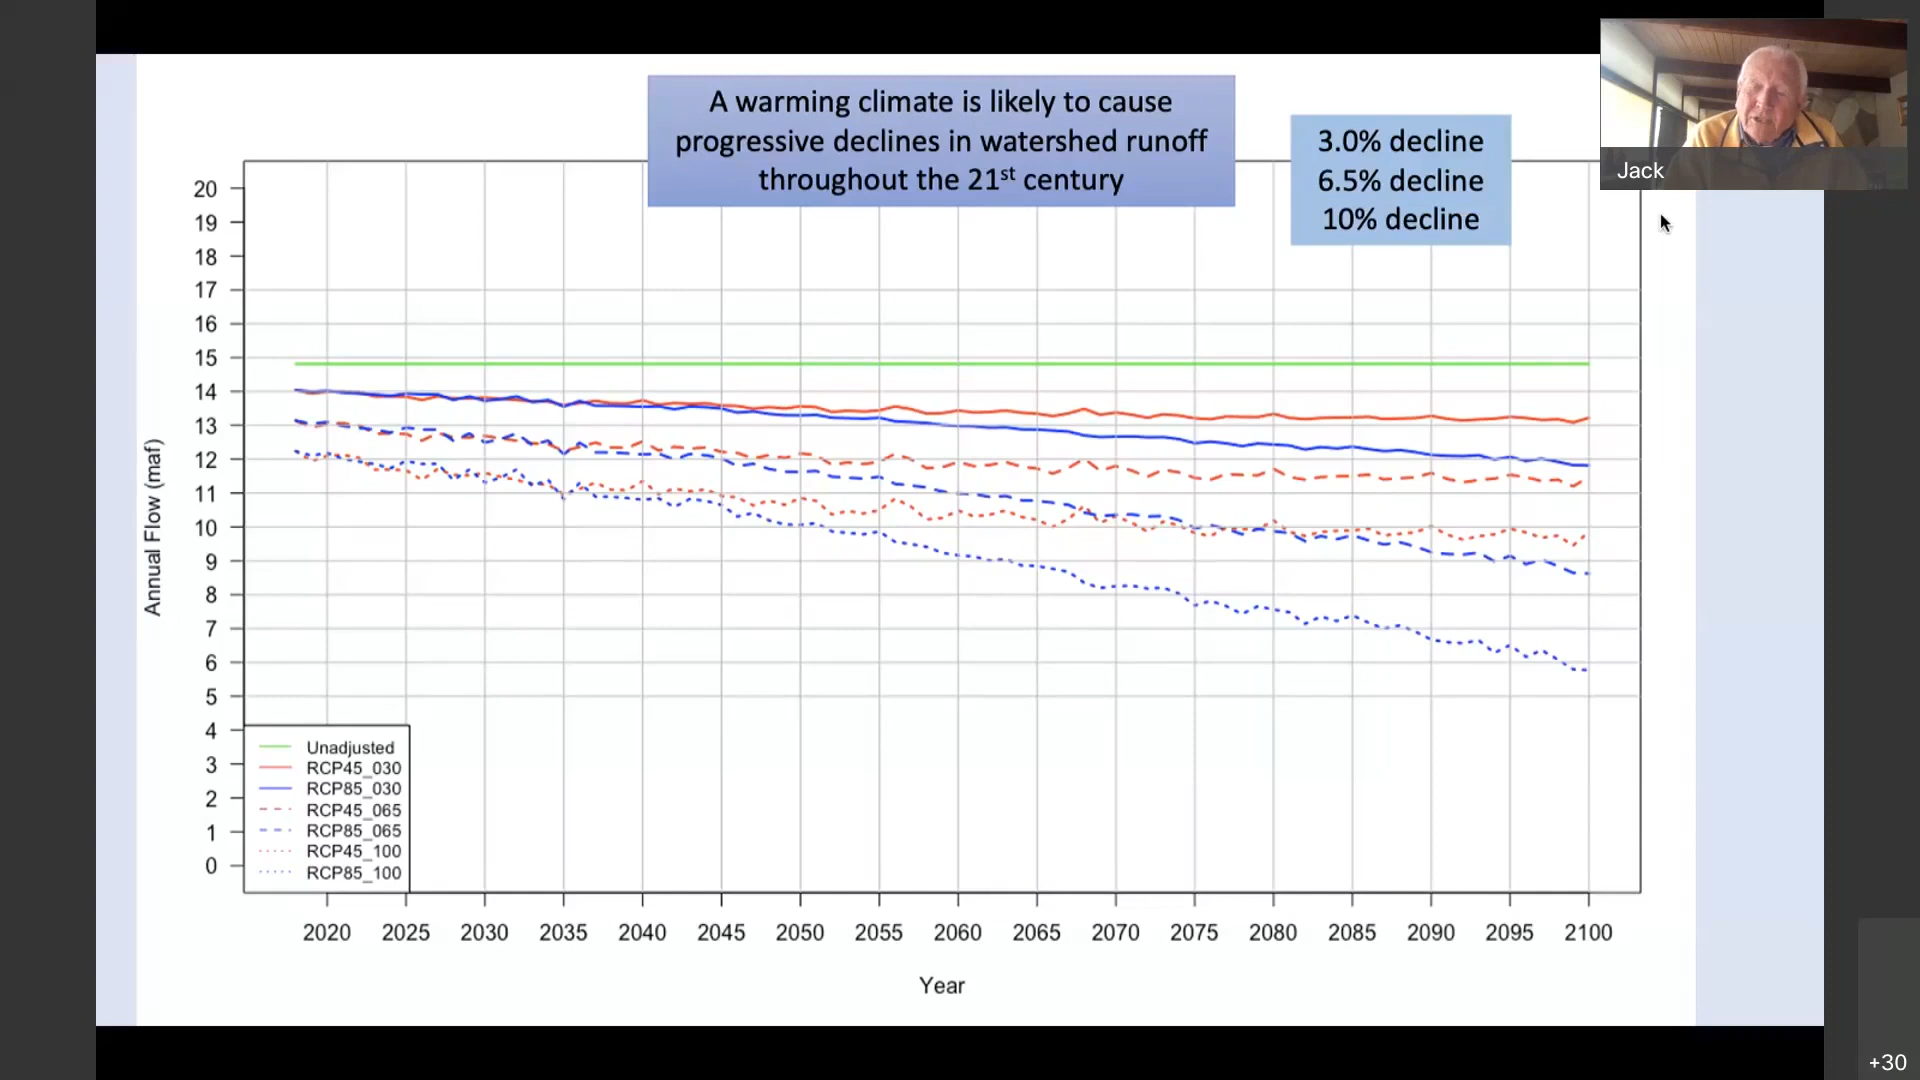 A warming climate is likely to cause
progressive declines in watershed runoff
throughout the 21st century
3.0% decline
6.5% decline
10% decline
Jack
20
19
18
17
16
15
14
13
12
11
10
9
8
7
6
5
4
3
2
1
0
Annual Flow (maf)
Unadjusted
RCP45_030
RCP85_030
RCP45_065
RCP85_065
RCP45_100
RCP85_100
2020 2025 2030 2035 2040 2045 2050 2055 2060 2065 2070 2075 2080 2085 2090 2095 2100
Year
+30